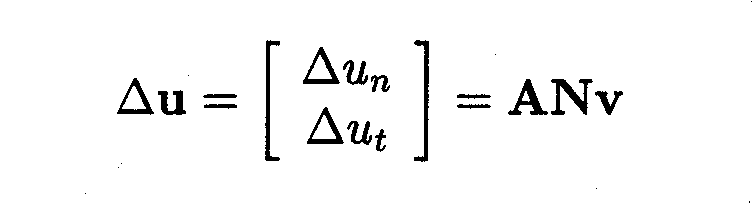 Δu = [ Δu_n
Δu_t ] = ANv